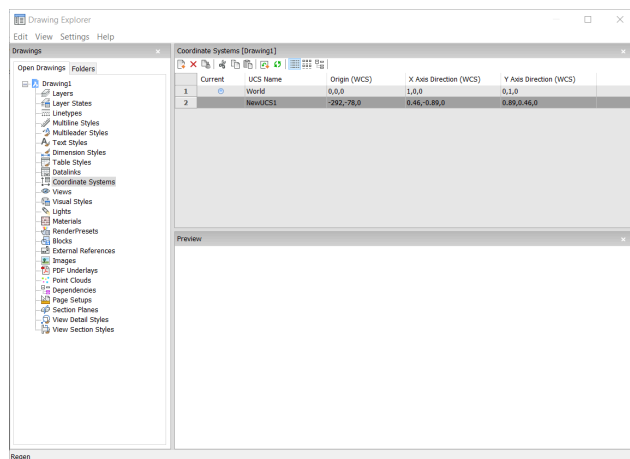 Drawing Explorer
Edit View Settings Help
Drawings
Open Drawings Folders
Drawing1
Layers
Layer States
Linetypes
Multiline Styles
Multileader Styles
Text Styles
Dimension Styles
Table Styles
Datalinks
Coordinate Systems
Views
Visual Styles
Lights
Materials
RenderPresets
Blocks
External References
Images
PDF Underlays
Point Clouds
Dependencies
Page Setups
Section Planes
View Detail Styles
View Section Styles
Coordinate Systems [Drawing1]
Current UCS Name Origin (WCS) X Axis Direction (WCS) Y Axis Direction (WCS)
1 World 0,0,0 1,0,0 0,1,0
2 NewUCS1 -292,-78,0 0.46,-0.89,0 0.89,0.46,0
Preview
Regen